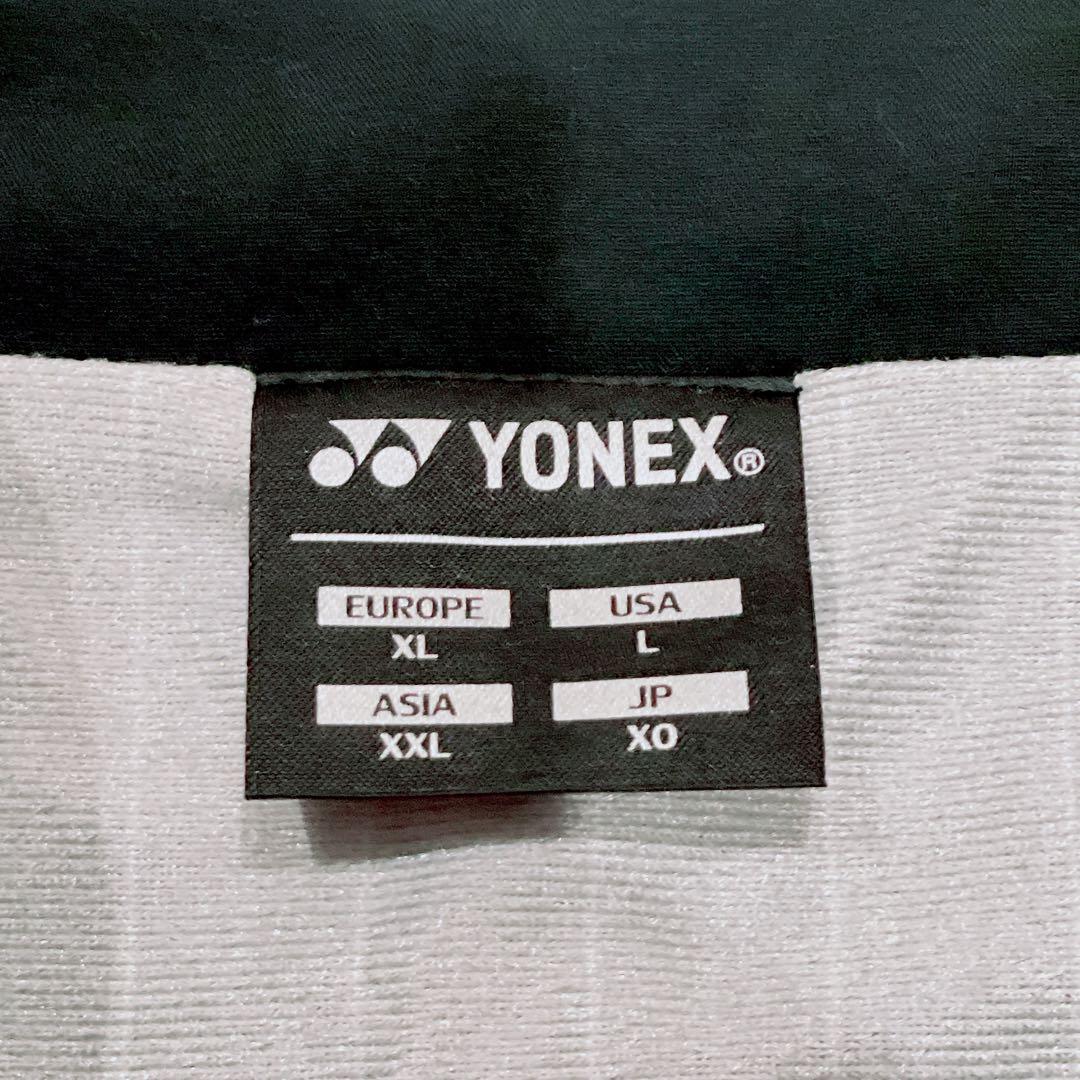 YONEX®
EUROPE USA
XL L
ASIA JP
XXL XO